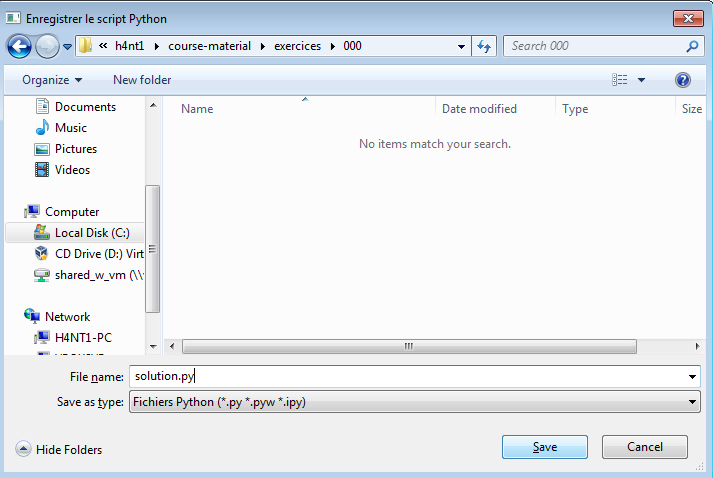 Enregistrer le script Python
« h4nt1 course-material exercices 000 Search 000
Organize New folder
Name Date modified Type Size
No items match your search.
Documents
Music
Pictures
Videos
Computer
Local Disk (C:)
CD Drive (D:) Virt
shared_w_vm (\\
Network
H4NT1-PC
File name: solution.py
Save as type: Fichiers Python (*.py *.pyw *.ipy)
Hide Folders Save Cancel